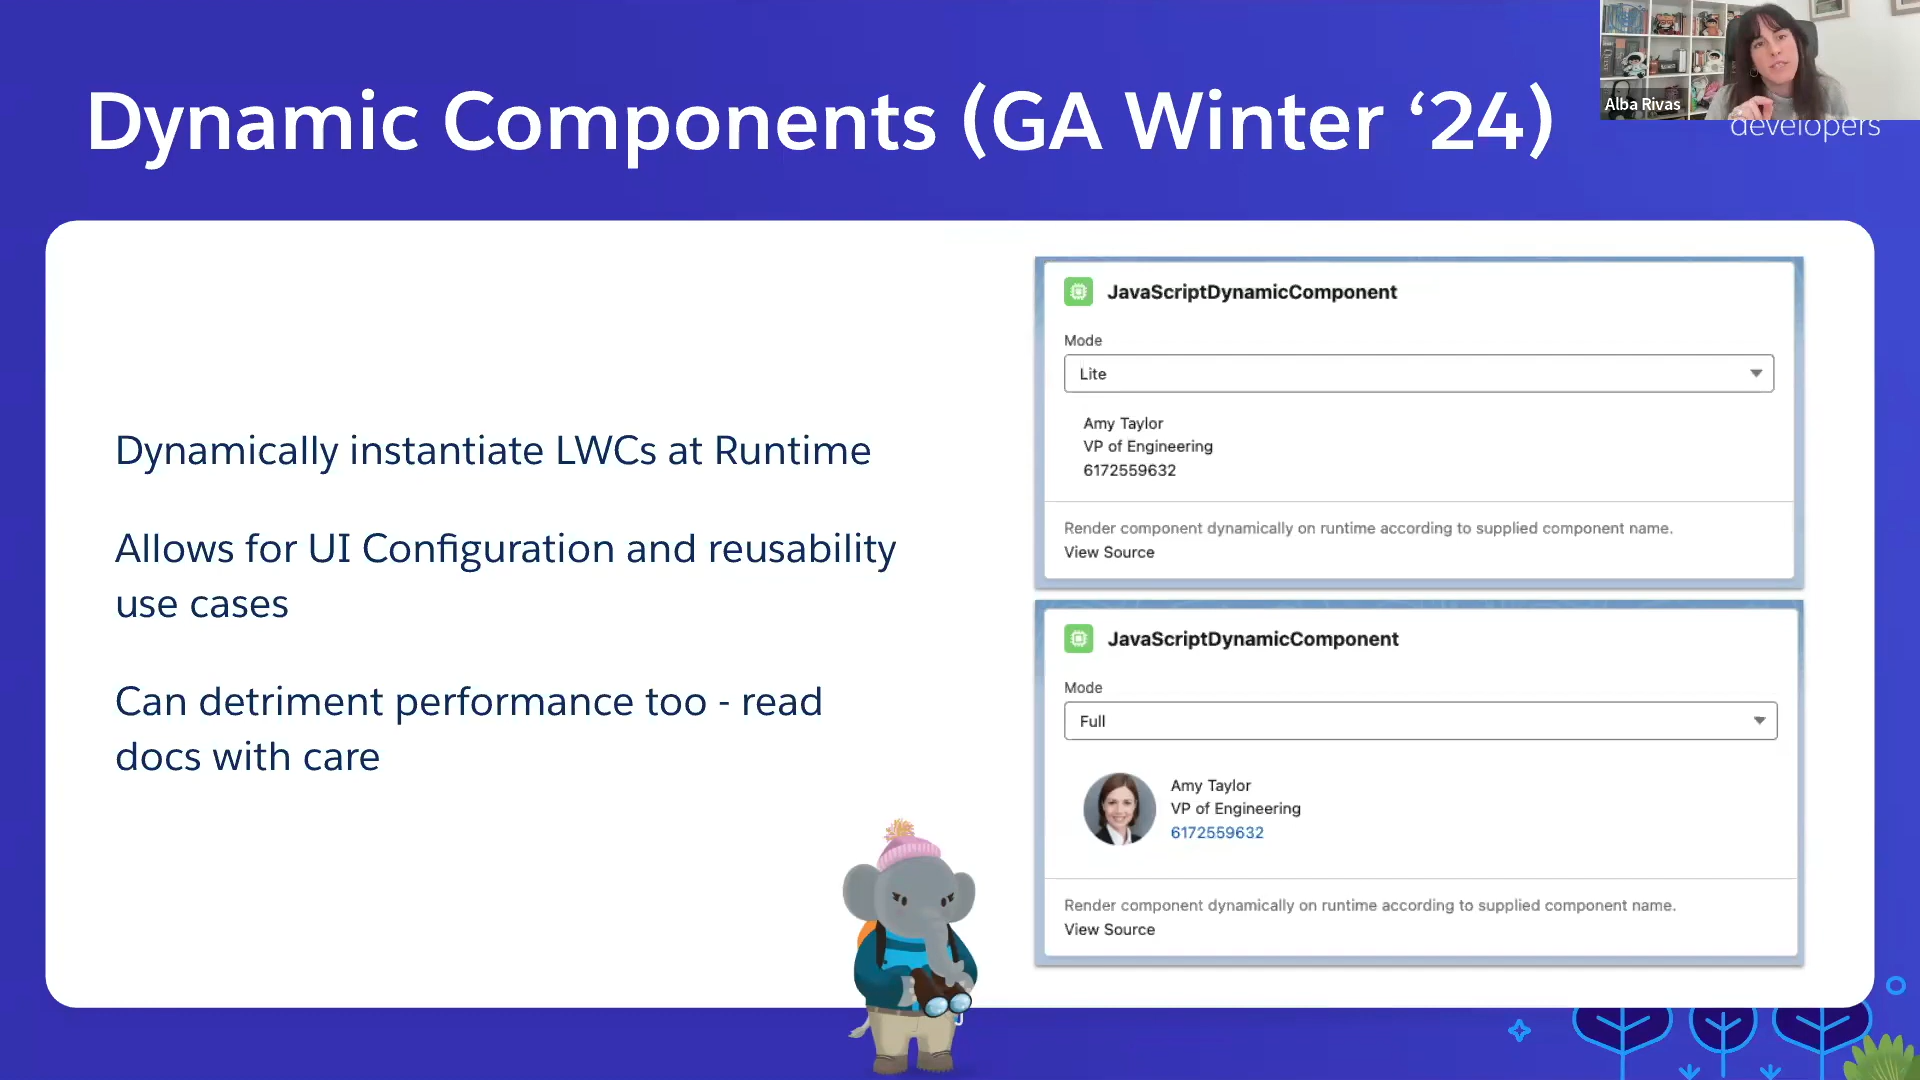 Dynamic Components (GA Winter ‘24)
Alba Rivas
developers
Dynamically instantiate LWCs at Runtime
Allows for UI Configuration and reusability
use cases
Can detriment performance too - read
docs with care
JavaScriptDynamicComponent
Mode
Lite
Amy Taylor
VP of Engineering
6172559632
Render component dynamically on runtime according to supplied component name.
View Source
JavaScriptDynamicComponent
Mode
Full
Amy Taylor
VP of Engineering
6172559632
Render component dynamically on runtime according to supplied component name.
View Source